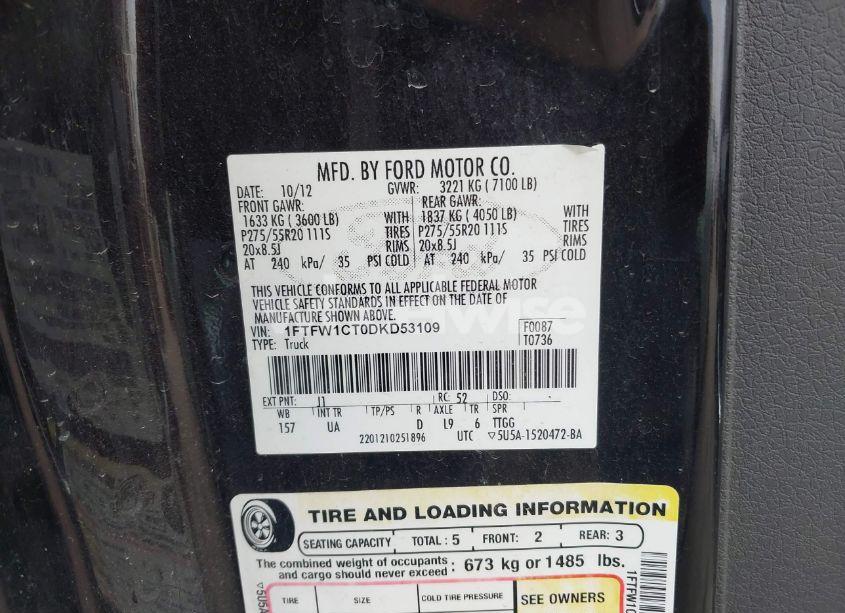 MFD. BY FORD MOTOR CO.
DATE: 10/12 GVWR: 3221 KG ( 7100 LB)
FRONT GAWR: REAR GAWR:
1633 KG ( 3600 LB) WITH 1837 KG ( 4050 LB) WITH
P275/55R20 111S TIRES P275/55R20 111S TIRES
20x8.5J RIMS 20x8.5J RIMS
AT 240 kPa/ 35 PSI COLD AT 240 kPa/ 35 PSI COLD
THIS VEHICLE CONFORMS TO ALL APPLICABLE FEDERAL MOTOR
VEHICLE SAFETY STANDARDS IN EFFECT ON THE DATE OF
MANUFACTURE SHOWN ABOVE.
VIN: 1FTFW1CT0DKD53109 F0087
TYPE: Truck T0736
EXT PNT: J1 RC: 52 DSO:
WB INT TR TP/PS R AXLE TR SPR
157 UA D L9 6 TTGG
2201210251896 UTC ▽5U5A-1520472-BA
TIRE AND LOADING INFORMATION
SEATING CAPACITY TOTAL : 5 FRONT: 2 REAR: 3
The combined weight of occupants and cargo should never exceed : 673 kg or 1485 lbs.
TIRE SIZE COLD TIRE PRESSURE SEE OWNERS
▽5U5A
1FTFW1C